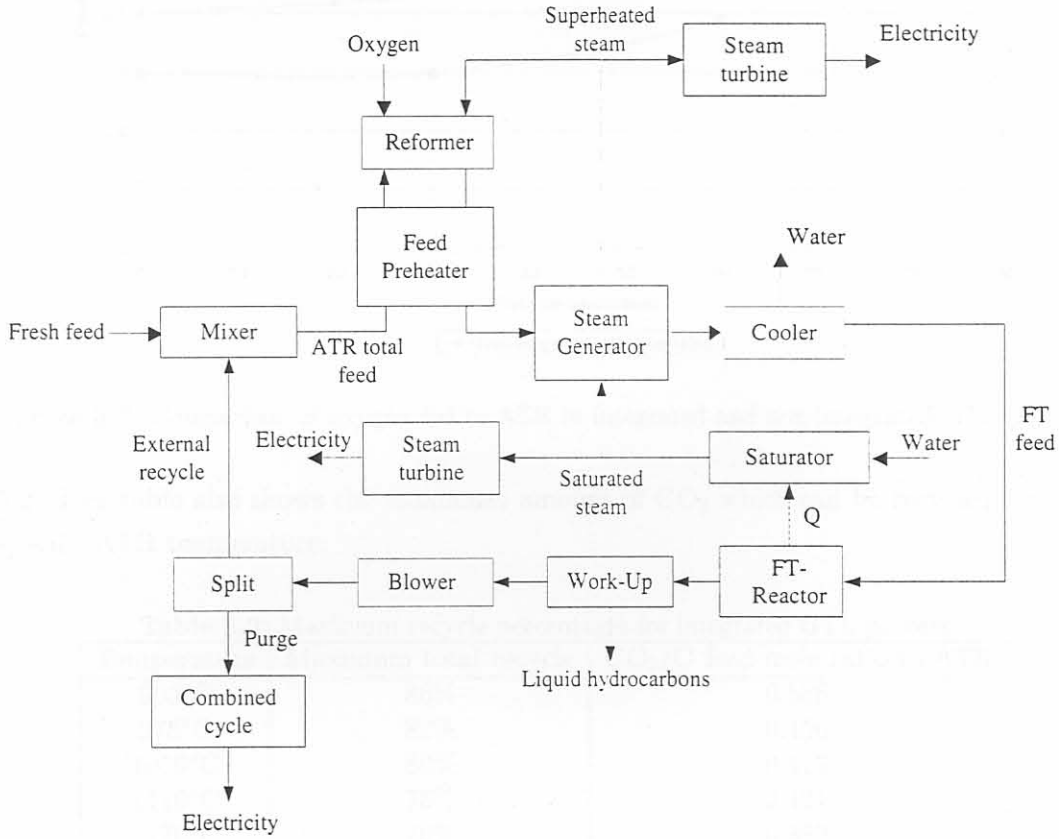 Superheated
steam
Steam
turbine
Electricity
Oxygen
Reformer
Feed
Preheater
Water
Fresh feed
Mixer
ATR total
feed
Steam
Generator
Cooler
FT
feed
External
recycle
Electricity
Steam
turbine
Saturated
steam
Saturator
Water
Q
Split
Blower
Work-Up
FT-
Reactor
Purge
Liquid hydrocarbons
Combined
cycle
Electricity